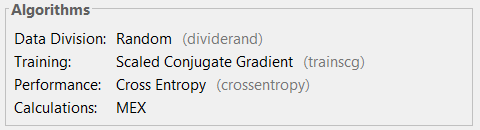 Algorithms
Data Division: Random (dividerand)
Training: Scaled Conjugate Gradient (trainscg)
Performance: Cross Entropy (crossentropy)
Calculations: MEX